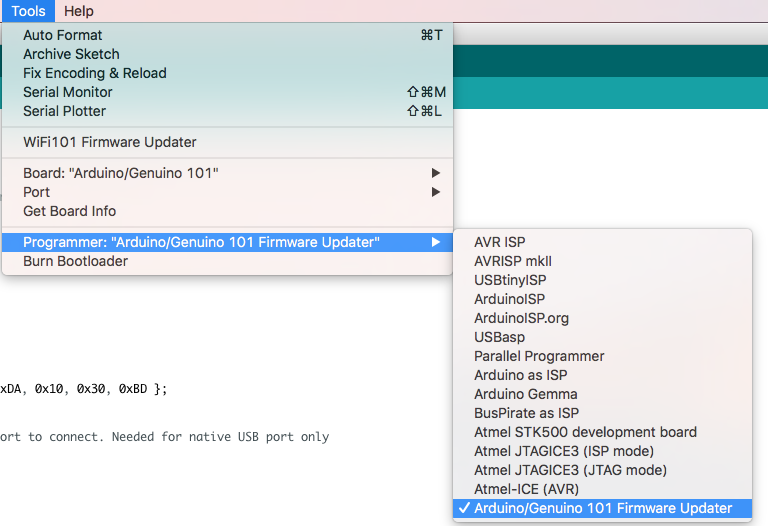 Tools Help
Auto Format ⌘T
Archive Sketch
Fix Encoding & Reload
Serial Monitor ⇧⌘M
Serial Plotter ⇧⌘L
WiFi101 Firmware Updater
Board: "Arduino/Genuino 101"
Port
Get Board Info
Programmer: "Arduino/Genuino 101 Firmware Updater"
Burn Bootloader
AVR ISP
AVRISP mkII
USBtinyISP
ArduinoISP
ArduinoISP.org
USBasp
Parallel Programmer
Arduino as ISP
Arduino Gemma
BusPirate as ISP
Atmel STK500 development board
Atmel JTAGICE3 (ISP mode)
Atmel JTAGICE3 (JTAG mode)
Atmel-ICE (AVR)
✓ Arduino/Genuino 101 Firmware Updater
xDA, 0x10, 0x30, 0xBD };
ort to connect. Needed for native USB port only